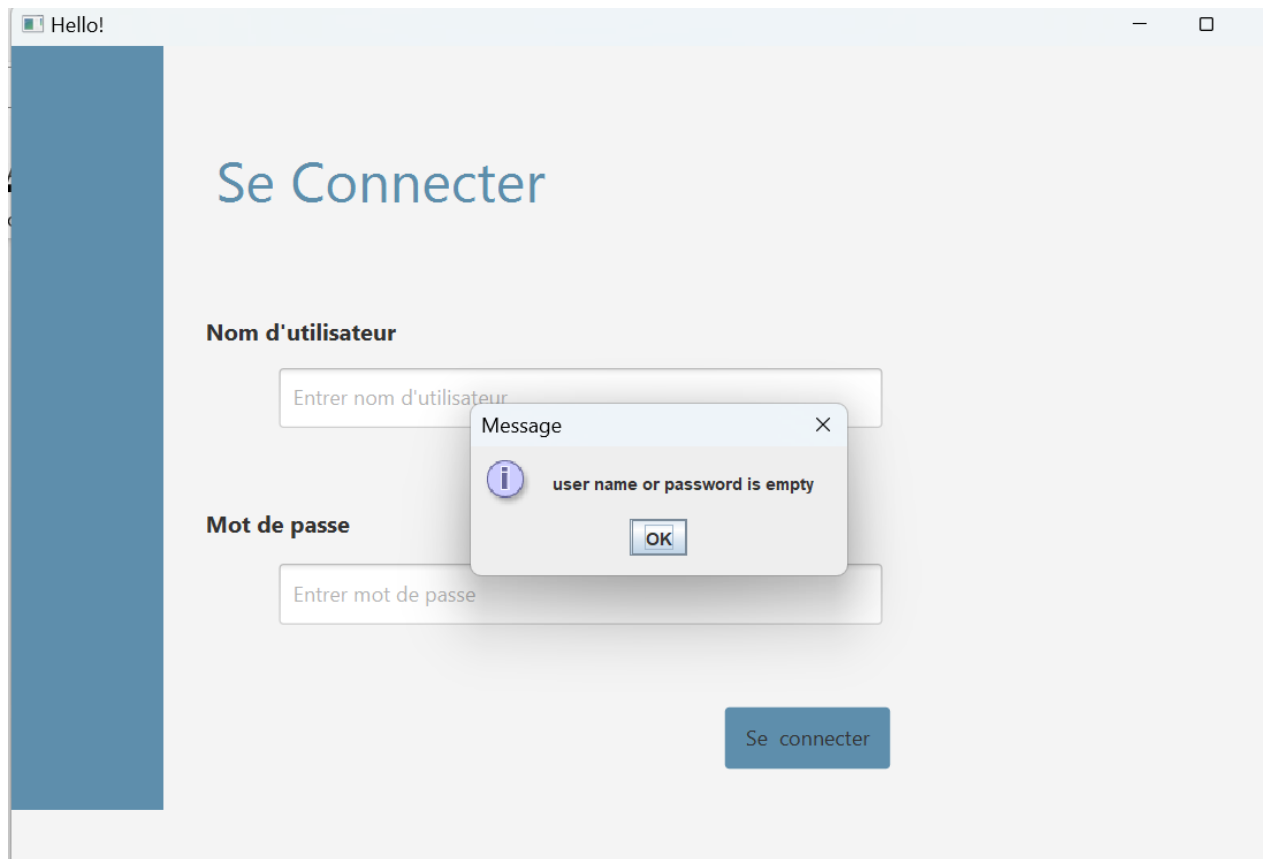 Hello!
Se Connecter
Nom d'utilisateur
Entrer nom d'utilisateur
Message
user name or password is empty
OK
Mot de passe
Entrer mot de passe
Se connecter